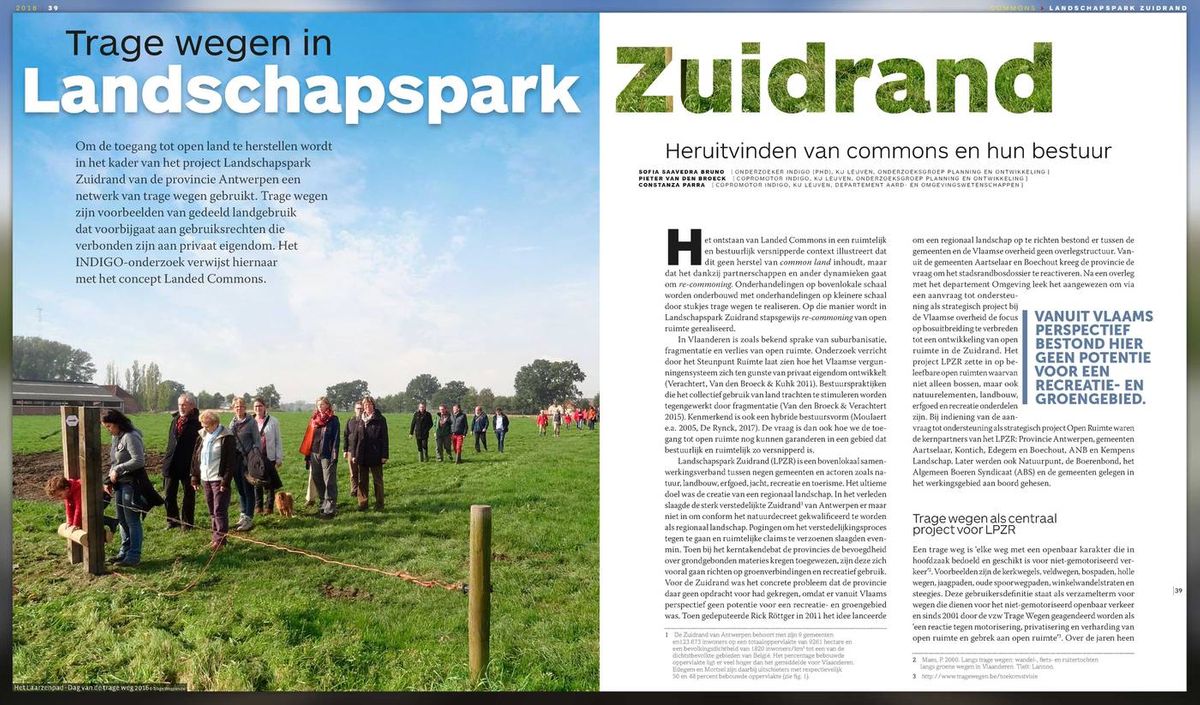 2018 39
COMMONS > LANDSCHAPSPARK ZUIDRAND
Trage wegen in
Landschapspark
Om de toegang tot open land te herstellen wordt
in het kader van het project Landschapspark
Zuidrand van de provincie Antwerpen een
netwerk van trage wegen gebruikt. Trage wegen
zijn voorbeelden van gedeeld landgebruik
dat voorbijgaat aan gebruiksrechten die
verbonden zijn aan privaat eigendom. Het
INDIGO-onderzoek verwijst hiernaar
met het concept Landed Commons.
Het Laarzenpad - Dag van de trage weg 2016
Zuidrand
Heruitvinden van commons en hun bestuur
SOFIA SAAVEDRA BRUNO | ONDERZOEKER INDIGO (PHD), KU LEUVEN, ONDERZOEKSGROEP PLANNING EN ONTWIKKELING |
PIETER VAN DEN BROECK | COPROMOTOR INDIGO, KU LEUVEN, ONDERZOEKSGROEP PLANNING EN ONTWIKKELING |
CONSTANZA PARRA | COPROMOTOR INDIGO, KU LEUVEN, DEPARTEMENT AARD- EN OMGEVINGSWETENSCHAPPEN |
Het ontstaan van Landed Commons in een ruimtelijk
en bestuurlijk versnipperde context illustreert dat
dit geen herstel van common land inhoudt, maar
dat het dankzij partnerschappen en ander dynamieken gaat
om re-commoning. Onderhandelingen op bovenlokale schaal
worden onderbouwd met onderhandelingen op kleinere schaal
door stukjes trage wegen te realiseren. Op die manier wordt in
Landschapspark Zuidrand stapsgewijs re-commoning van open
ruimte gerealiseerd.
In Vlaanderen is zoals bekend sprake van suburbanisatie,
fragmentatie en verlies van open ruimte. Onderzoek verricht
door het Steunpunt Ruimte laat zien hoe het Vlaamse vergun-
ningensysteem zich ten gunste van privaat eigendom ontwikkelt
(Verachtert, Van den Broeck & Kuhk 2011). Bestuurspraktijken
die het collectief gebruik van land trachten te stimuleren worden
tegengewerkt door fragmentatie (Van den Broeck & Verachtert
2015). Kenmerkend is ook een hybride bestuursvorm (Moulaert
e.a. 2005, De Rynck, 2017). De vraag is dan ook hoe we de toe-
gang tot open ruimte nog kunnen garanderen in een gebied dat
bestuurlijk en ruimtelijk zo versnipperd is.
Landschapspark Zuidrand (LPZR) is een bovenlokaal samen-
werkingsverband tussen negen gemeenten en actoren zoals na-
tuur, landbouw, erfgoed, jacht, recreatie en toerisme. Het ultieme
doel was de creatie van een regionaal landschap. In het verleden
slaagde de sterk verstedelijkte Zuidrand¹ van Antwerpen er maar
niet in om conform het natuurdecreet gekwalificeerd te worden
als regionaal landschap. Pogingen om het verstedelijkingsproces
tegen te gaan en ruimtelijke claims te verzoenen slaagden even-
min. Toen bij het kerntakendebat de provincies de bevoegdheid
over grondgebonden materies kregen toegewezen, zijn deze zich
vooral gaan richten op groenverbindingen en recreatief gebruik.
Voor de Zuidrand was het concrete probleem dat de provincie
daar geen opdracht voor had gekregen, omdat er vanuit Vlaams
perspectief geen potentie voor een recreatie- en groengebied
was. Toen gedeputeerde Rick Röttger in 2011 het idee lanceerde
1 De Zuidrand van Antwerpen behoort met zijn 9 gemeenten
en 123.673 inwoners op een totaaloppervlakte van 9261 hectare en
een bevolkingsdichtheid van 1820 inwoners/km² tot een van de
dichtstbevolkte gebieden van België. Het percentage bebouwde
oppervlakte ligt er veel hoger dan het gemiddelde voor Vlaanderen.
Edegem en Mortsel zijn daarbij uitschieters met respectievelijk
50 en 48 percent bebouwde oppervlakte (zie fig. 1).
om een regionaal landschap op te richten bestond er tussen de
gemeenten en de Vlaamse overheid geen overlegstructuur. Van-
uit de gemeenten Aartselaar en Boechout kreeg de provincie de
vraag om het stadsrandbosdossier te reactiveren. Na een overleg
met het departement Omgeving leek het aangewezen om via
een aanvraag tot ondersteu-
ning als strategisch project bij
de Vlaamse overheid de focus
op bosuitbreiding te verbreden
tot een ontwikkeling van open
ruimte in de Zuidrand. Het
project LPZR zette in op be-
leefbare open ruimten waarvan
niet alleen bossen, maar ook
natuurelementen, landbouw,
erfgoed en recreatie onderdelen
zijn. Bij indiening van de aan-
vraag tot ondersteuning als strategisch project Open Ruimte waren
de kernpartners van het LPZR: Provincie Antwerpen, gemeenten
Aartselaar, Kontich, Edegem en Boechout, ANB en Kempens
Landschap. Later werden ook Natuurpunt, de Boerenbond, het
Algemeen Boeren Syndicaat (ABS) en de gemeenten gelegen in
het werkingsgebied aan boord gehesen.
VANUIT VLAAMS
PERSPECTIEF
BESTOND HIER
GEEN POTENTIE
VOOR EEN
RECREATIE- EN
GROENGEBIED.
Trage wegen als centraal
project voor LPZR
Een trage weg is 'elke weg met een openbaar karakter die in
hoofdzaak bedoeld en geschikt is voor niet-gemotoriseerd ver-
keer'². Voorbeelden zijn de kerkwegels, veldwegen, bospaden, holle
wegen, jaagpaden, oude spoorwegpaden, winkelwandelstraten en
steegjes. Deze gebruikersdefinitie staat als verzamelterm voor
wegen die dienen voor het niet-gemotoriseerd openbaar verkeer
en sinds 2001 door de vzw Trage Wegen geagendeerd worden als
'een reactie tegen motorisering, privatisering en verharding van
open ruimte en gebrek aan open ruimte'³. Over de jaren heen
2 Maes, P. 2000. Langs trage wegen: wandel-, fiets- en ruitertochten
langs groene wegen in Vlaanderen. Tielt: Lannoo.
3 http://www.tragewegen.be/toekomstvisie
39